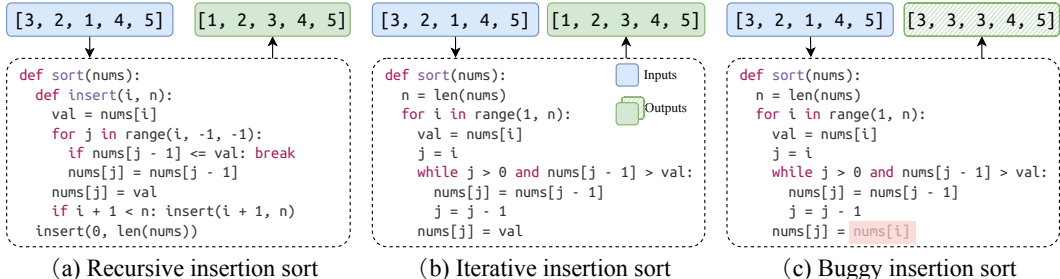 [3, 2, 1, 4, 5]
[1, 2, 3, 4, 5]
def sort(nums):
def insert(i, n):
val = nums[i]
for j in range(i, -1, -1):
if nums[j - 1] <= val: break
nums[j] = nums[j - 1]
nums[j] = val
if i + 1 < n: insert(i + 1, n)
insert(0, len(nums))
(a) Recursive insertion sort
[3, 2, 1, 4, 5]
[1, 2, 3, 4, 5]
def sort(nums):
n = len(nums)
for i in range(1, n):
val = nums[i]
j = i
while j > 0 and nums[j - 1] > val:
nums[j] = nums[j - 1]
j = j - 1
nums[j] = val
Inputs
Outputs
(b) Iterative insertion sort
[3, 2, 1, 4, 5]
[3, 3, 3, 4, 5]
def sort(nums):
n = len(nums)
for i in range(1, n):
val = nums[i]
j = i
while j > 0 and nums[j - 1] > val:
nums[j] = nums[j - 1]
j = j - 1
nums[j] = nums[i]
(c) Buggy insertion sort